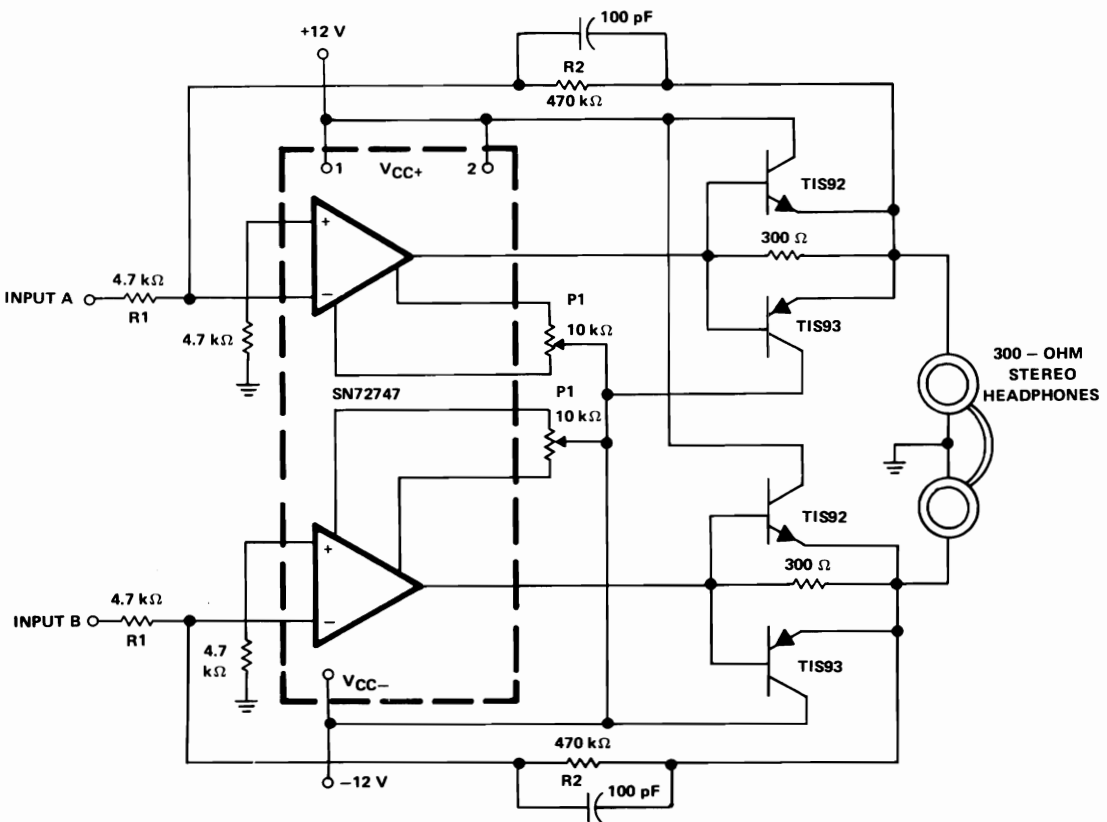 100 pF
+12 V
R2
470 kΩ
1
VCC+
2
TIS92
+
300 Ω
4.7 kΩ
INPUT A
R1
−
P1
10 kΩ
TIS93
4.7 kΩ
300 – OHM
STEREO
HEADPHONES
SN72747
P1
10 kΩ
TIS92
+
300 Ω
4.7 kΩ
INPUT B
R1
−
4.7
kΩ
TIS93
VCC−
470 kΩ
−12 V
R2
100 pF